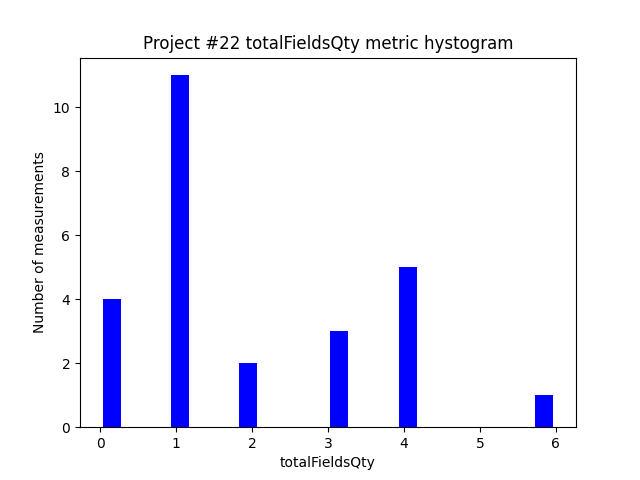 Project #22 totalFieldsQty metric hystogram
Number of measurements
10
8
6
4
2
0
0 1 2 3 4 5 6
totalFieldsQty